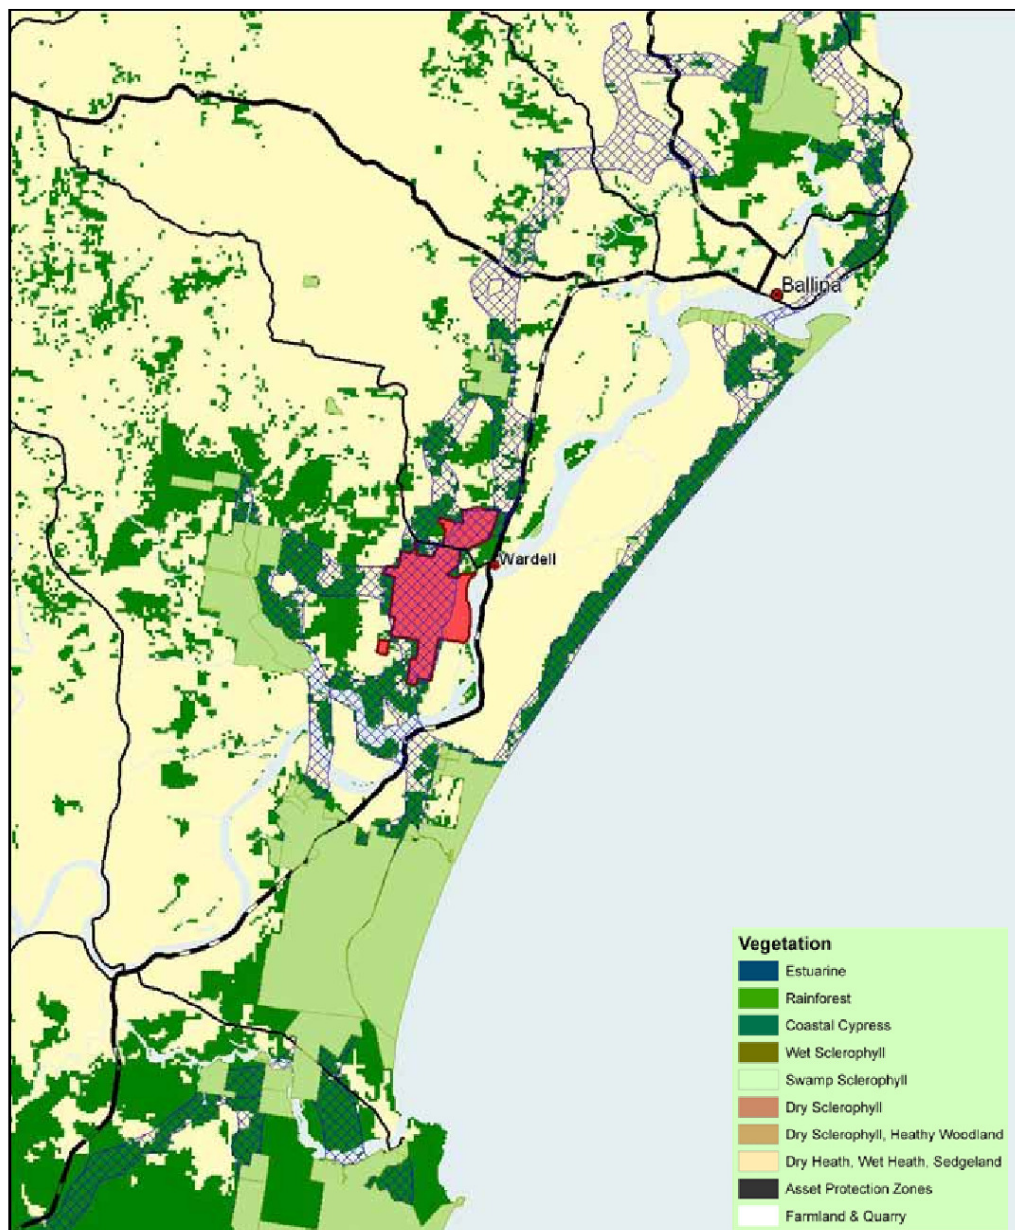 Ballina
Wardell
Vegetation
Estuarine
Rainforest
Coastal Cypress
Wet Sclerophyll
Swamp Sclerophyll
Dry Sclerophyll
Dry Sclerophyll, Heathy Woodland
Dry Heath, Wet Heath, Sedgeland
Asset Protection Zones
Farmland & Quarry